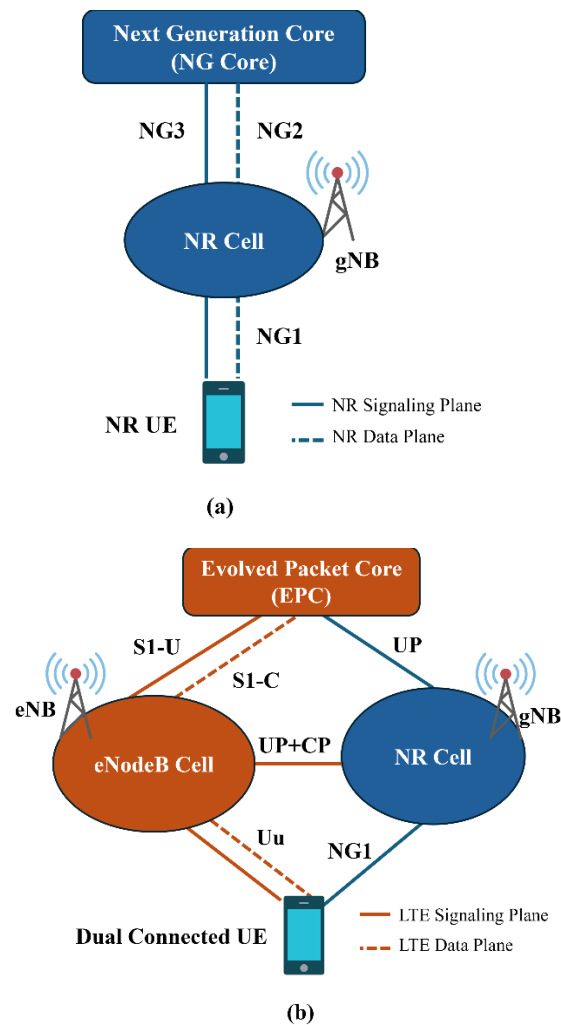 Next Generation Core
(NG Core)
NG3
NG2
NR Cell
gNB
NG1
NR UE
NR Signaling Plane
NR Data Plane
(a)
Evolved Packet Core
(EPC)
S1-U
UP
S1-C
eNB
gNB
UP+CP
eNodeB Cell
NR Cell
Uu
NG1
Dual Connected UE
LTE Signaling Plane
LTE Data Plane
(b)